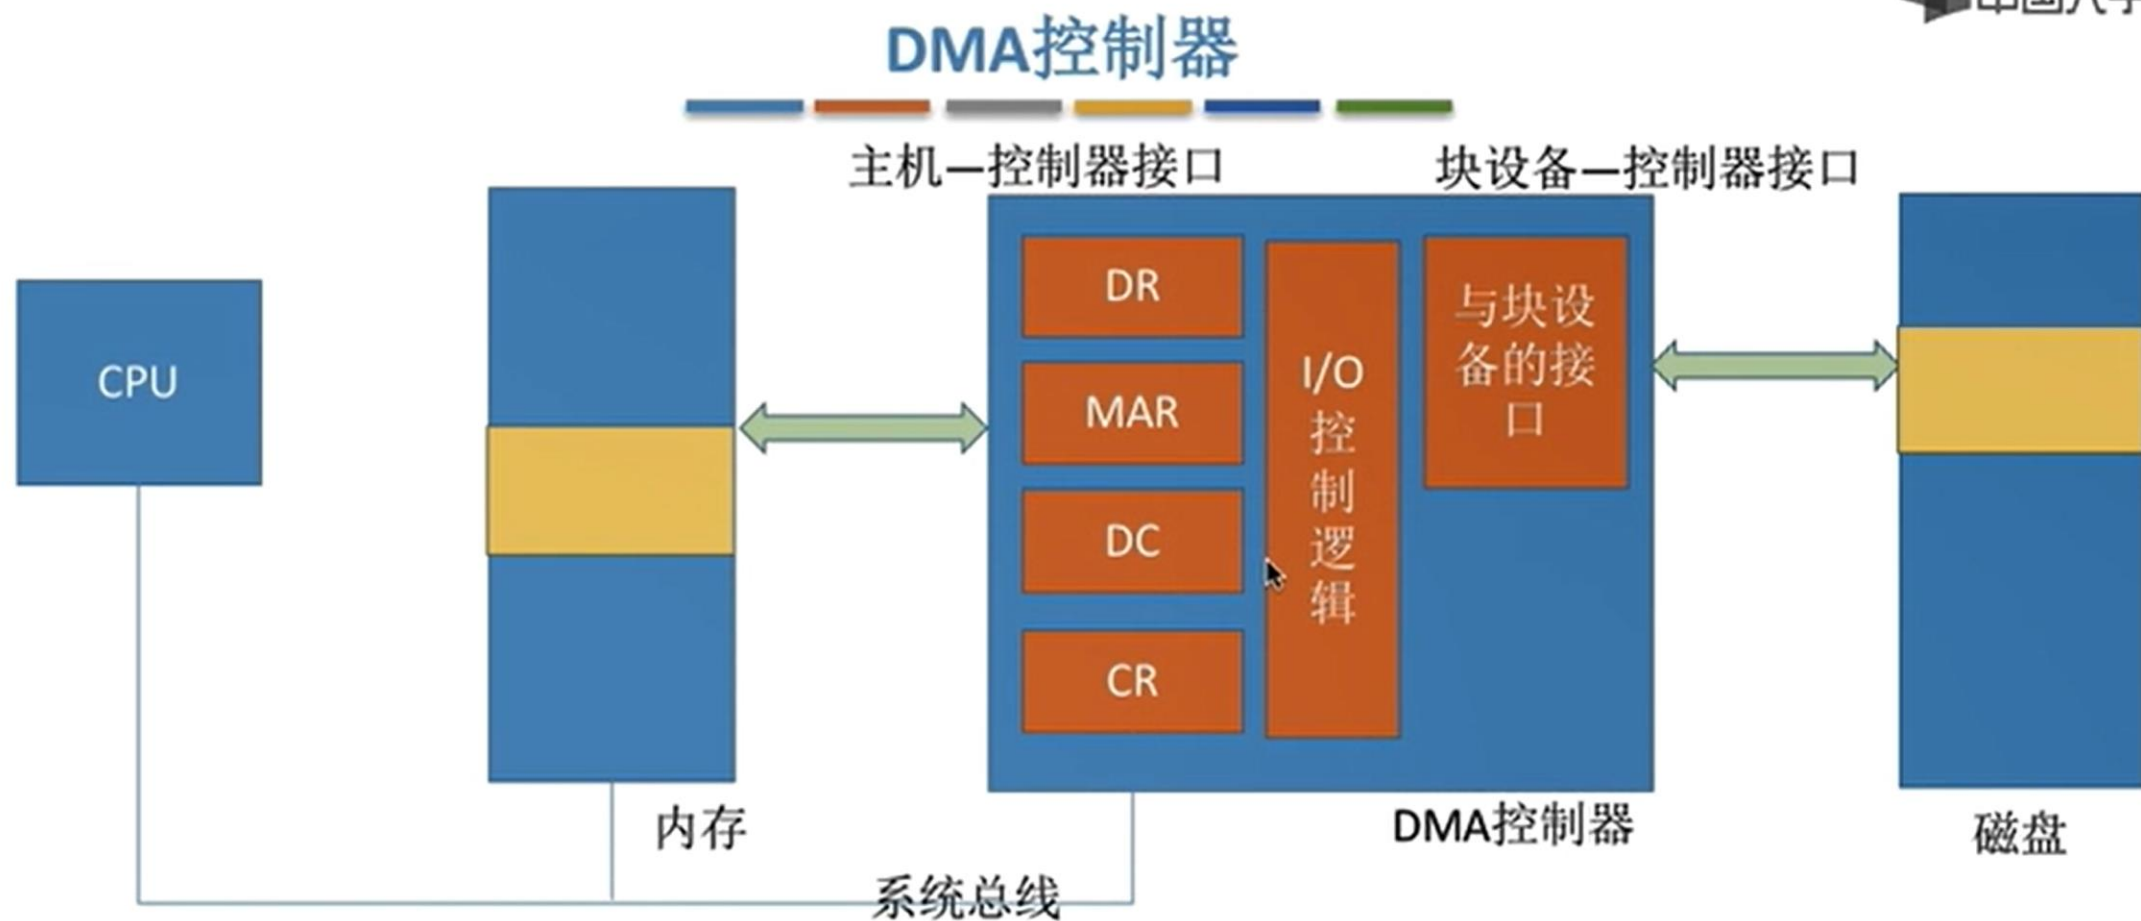 DMA控制器
主机—控制器接口
块设备—控制器接口
CPU
DR
MAR
DC
CR
I/O
控
制
逻
辑
与块设
备的接
口
内存
DMA控制器
磁盘
系统总线